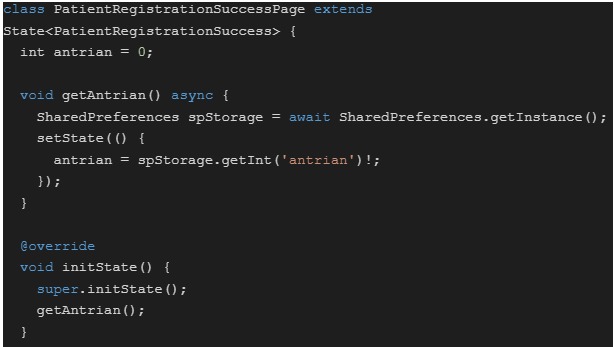 class PatientRegistrationSuccessPage extends
State<PatientRegistrationSuccess> {
  int antrian = 0;

  void getAntrian() async {
    SharedPreferences spStorage = await SharedPreferences.getInstance();
    setState(() {
      antrian = spStorage.getInt('antrian')!;
    });
  }

  @override
  void initState() {
    super.initState();
    getAntrian();
  }